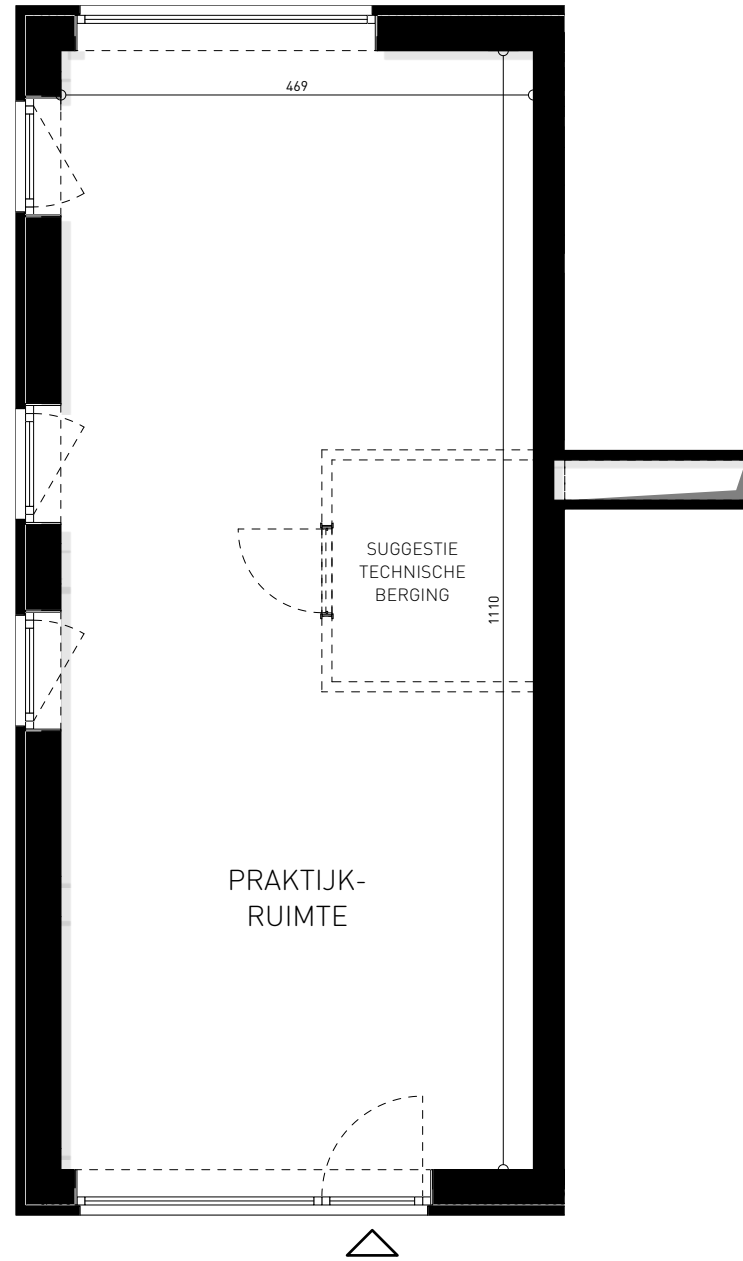 469
SUGGESTIE
TECHNISCHE
BERGING
1110
PRAKTIJK-
RUIMTE